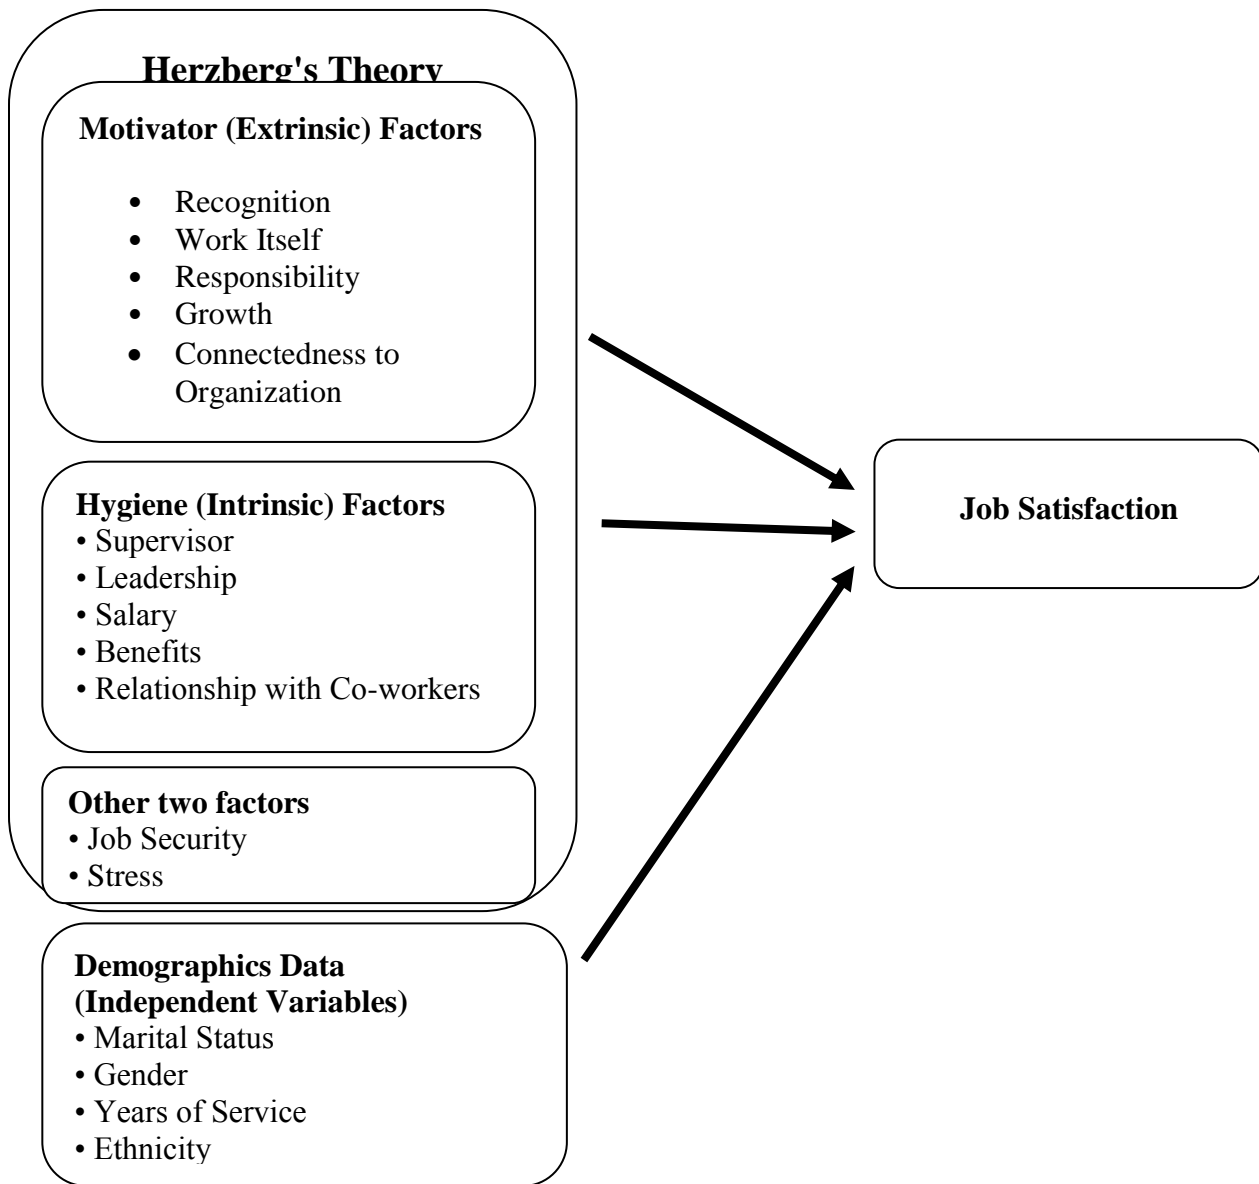 Herzberg's Theory
Motivator (Extrinsic) Factors
• Recognition
• Work Itself
• Responsibility
• Growth
• Connectedness to
Organization
Hygiene (Intrinsic) Factors
• Supervisor
• Leadership
• Salary
• Benefits
• Relationship with Co-workers
Other two factors
• Job Security
• Stress
Demographics Data
(Independent Variables)
• Marital Status
• Gender
• Years of Service
• Ethnicity
Job Satisfaction